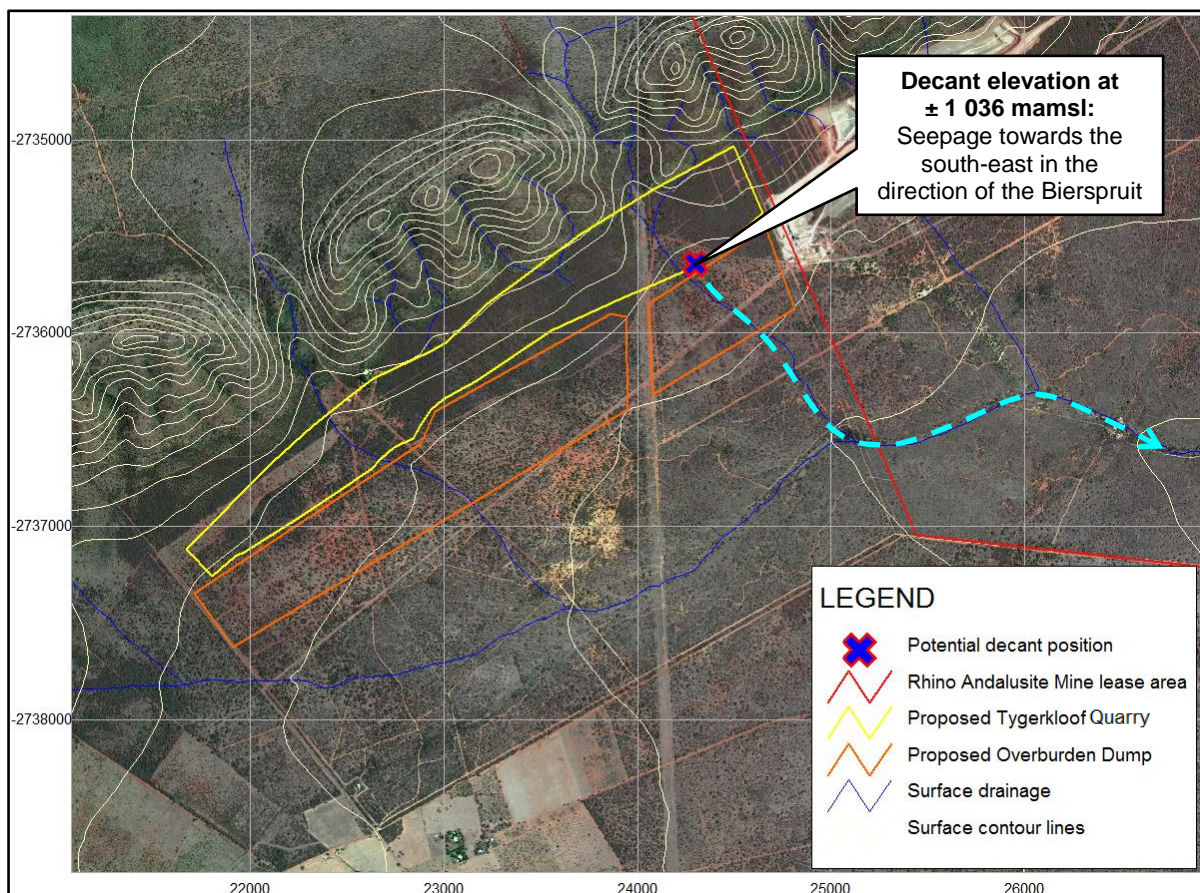 Decant elevation at
± 1 036 mamsl:
Seepage towards the
south-east in the
direction of the Bierspruit
-2735000
-2736000
-2737000
-2738000
LEGEND
Potential decant position
Rhino Andalusite Mine lease area
Proposed Tygerkloof Quarry
Proposed Overburden Dump
Surface drainage
Surface contour lines
22000
23000
24000
25000
26000